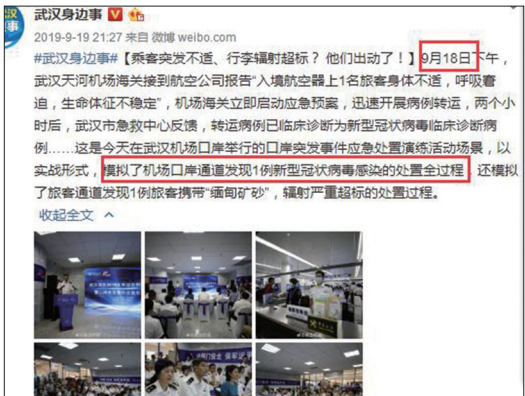 武汉身边事
2019-9-19 21:27 来自 微博 weibo.com
#武汉身边事#【乘客突发不适、行李辐射超标？他们出动了！】9月18日下午，
武汉天河机场海关接到航空公司报告“入境航空器上1名旅客身体不适，呼吸窘
迫，生命体征不稳定”，机场海关立即启动应急预案，迅速开展病例转运，两个小
时后，武汉市急救中心反馈，转运病例已临床诊断为新型冠状病毒临床诊断病
例……这是今天在武汉机场口岸举行的口岸突发事件应急处置演练活动场景，以
实战形式，模拟了机场口岸通道发现1例新型冠状病毒感染的处置全过程，还模拟
了旅客通道发现1例旅客携带“缅甸矿砂”，辐射严重超标的处置过程。
收起全文